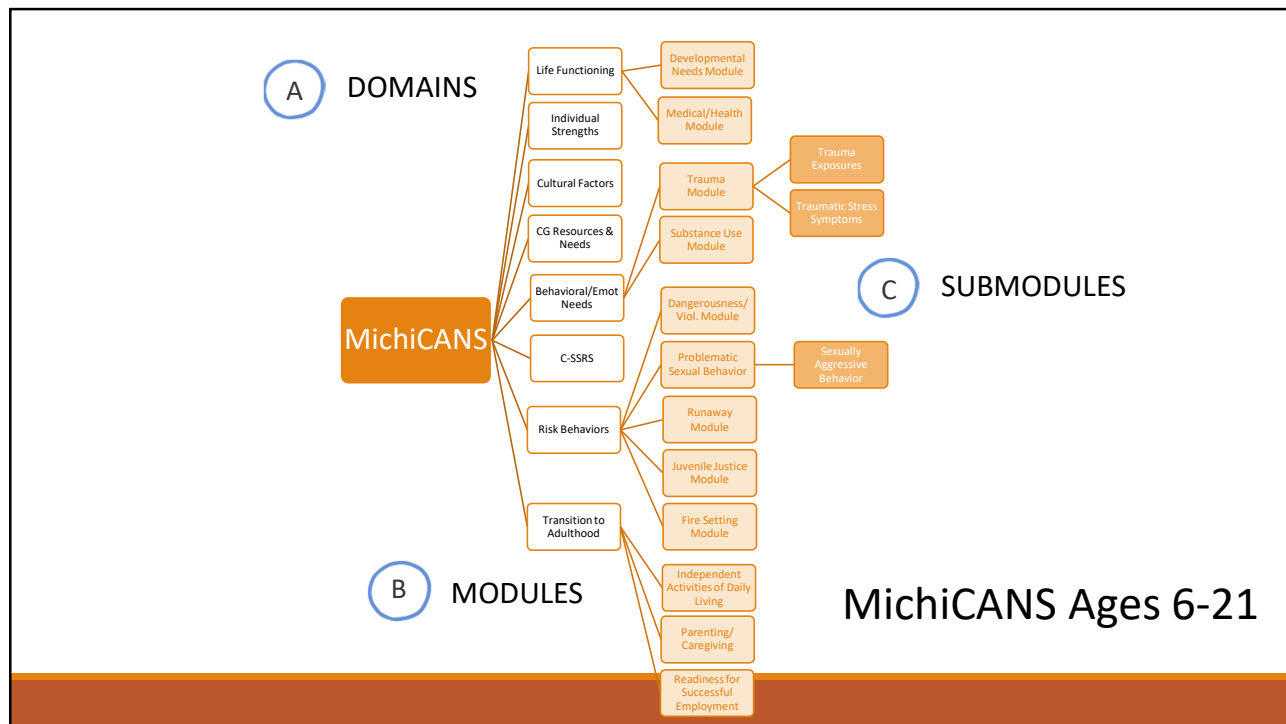 A
DOMAINS
MichiCANS
Life Functioning
Individual
Strengths
Cultural Factors
CG Resources &
Needs
Behavioral/Emot
Needs
C-SSRS
Risk Behaviors
Transition to
Adulthood
B
MODULES
Developmental
Needs Module
Medical/Health
Module
Trauma
Module
Substance Use
Module
Dangerousness/
Viol. Module
Problematic
Sexual Behavior
Runaway
Module
Juvenile Justice
Module
Fire Setting
Module
Independent
Activities of Daily
Living
Parenting/
Caregiving
Readiness for
Successful
Employment
Trauma
Exposures
Traumatic Stress
Symptoms
C
SUBMODULES
Sexually
Aggressive
Behavior
MichiCANS Ages 6-21